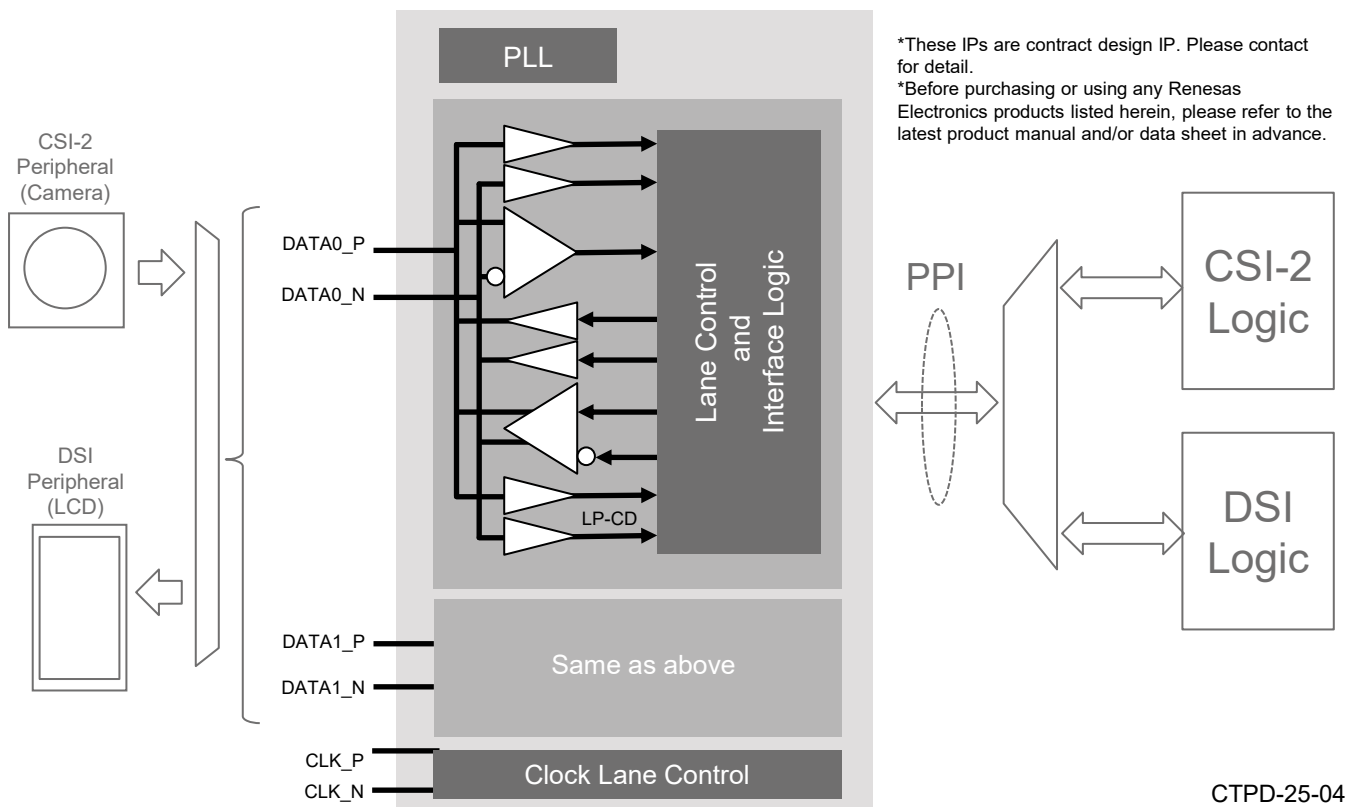 PLL
*These IPs are contract design IP. Please contact
for detail.
*Before purchasing or using any Renesas
Electronics products listed herein, please refer to the
latest product manual and/or data sheet in advance.
CSI-2
Peripheral
(Camera)
DATA0_P
DATA0_N
Lane Control
and
Interface Logic
PPI
CSI-2
Logic
DSI
Peripheral
(LCD)
LP-CD
DSI
Logic
DATA1_P
DATA1_N
Same as above
CLK_P
CLK_N
Clock Lane Control
CTPD-25-04